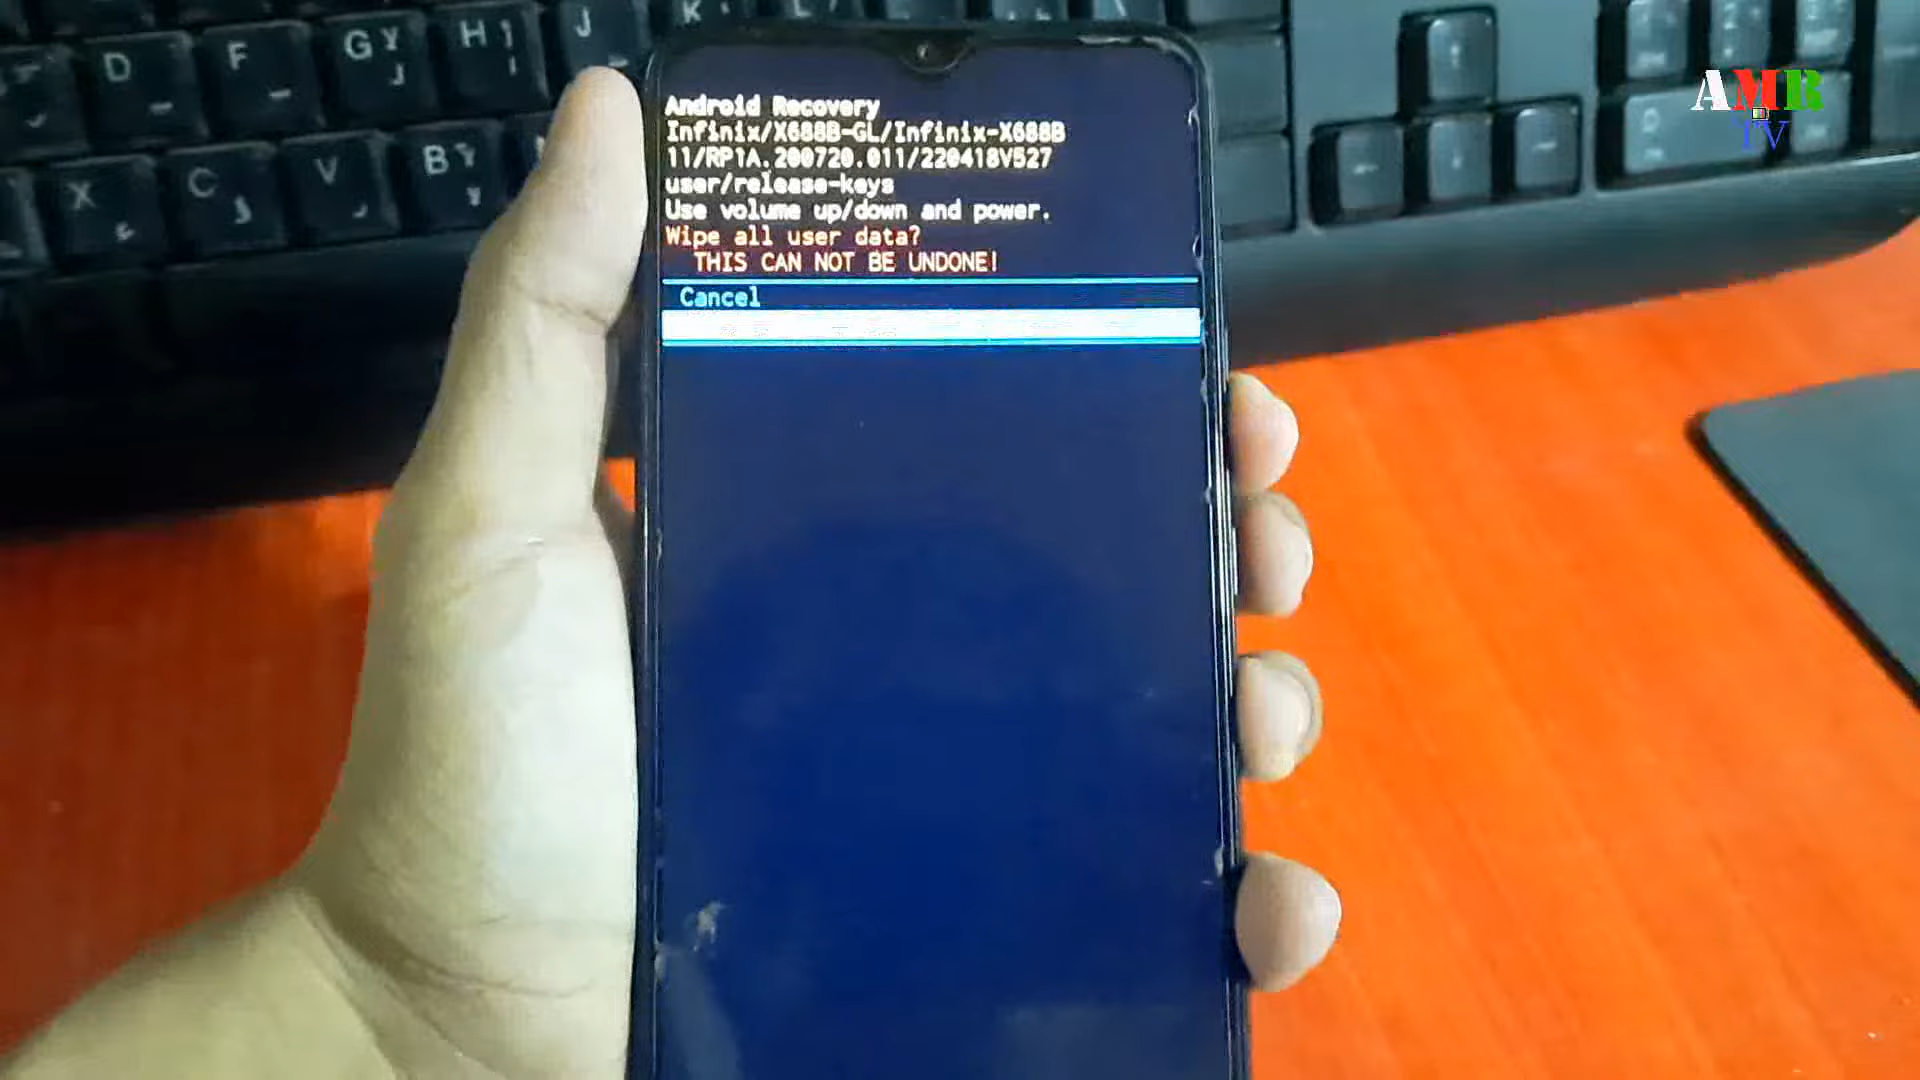 D
F
G
H
J
K
L
X
C
V
B
AMR
TV
Android Recovery
Infinix/X688B-GL/Infinix-X688B
11/RP1A.200720.011/220418V527
user/release-keys
Use volume up/down and power.
Wipe all user data?
THIS CAN NOT BE UNDONE!
Cancel